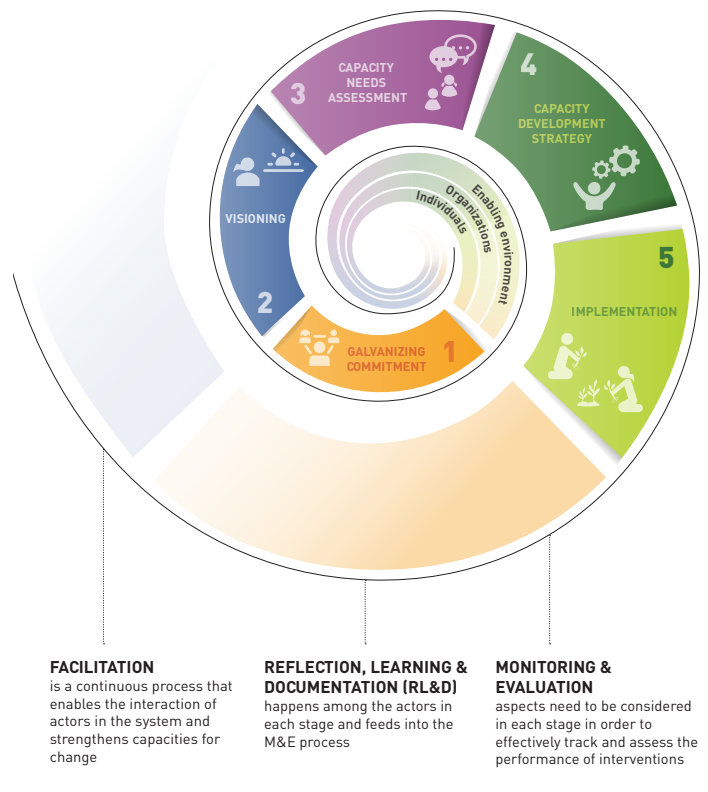 3
CAPACITY
NEEDS
ASSESSMENT
4
CAPACITY
DEVELOPMENT
STRATEGY
VISIONING
2
Individuals
Organizations
Enabling environment
5
IMPLEMENTATION
GALVANIZING
COMMITMENT
1
FACILITATION
is a continuous process that
enables the interaction of
actors in the system and
strengthens capacities for
change
REFLECTION, LEARNING &
DOCUMENTATION (RL&D)
happens among the actors in
each stage and feeds into the
M&E process
MONITORING &
EVALUATION
aspects need to be considered
in each stage in order to
effectively track and assess the
performance of interventions